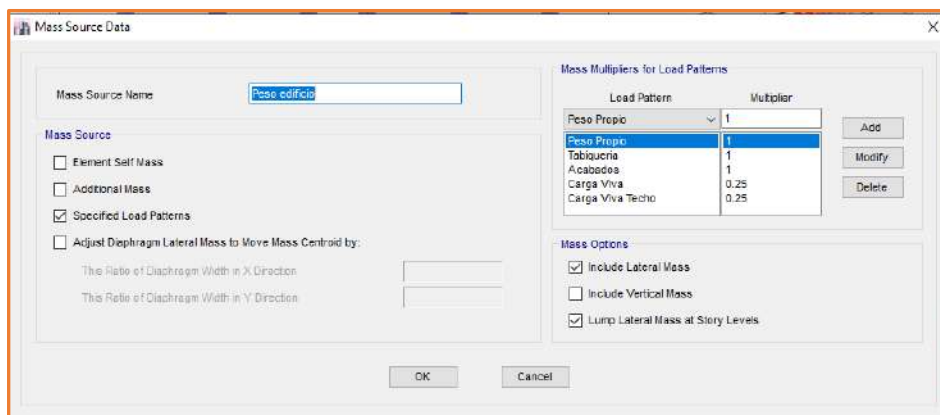 Mass Source Data
Mass Source Name
Peso edificio
Mass Source
Element Self Mass
Additional Mass
Specified Load Patterns
Adjust Diaphragm Lateral Mass to Move Mass Centroid by:
This Ratio of Diaphragm Width in X Direction
This Ratio of Diaphragm Width in Y Direction
Mass Multipliers for Load Patterns
Load Pattern Multiplier
Peso Propio 1
Peso Propio 1
Tabiqueria 1
Acabados 1
Carga Viva 0.25
Carga Viva Techo 0.25
Add
Modify
Delete
Mass Options
Include Lateral Mass
Include Vertical Mass
Lump Lateral Mass at Story Levels
OK Cancel